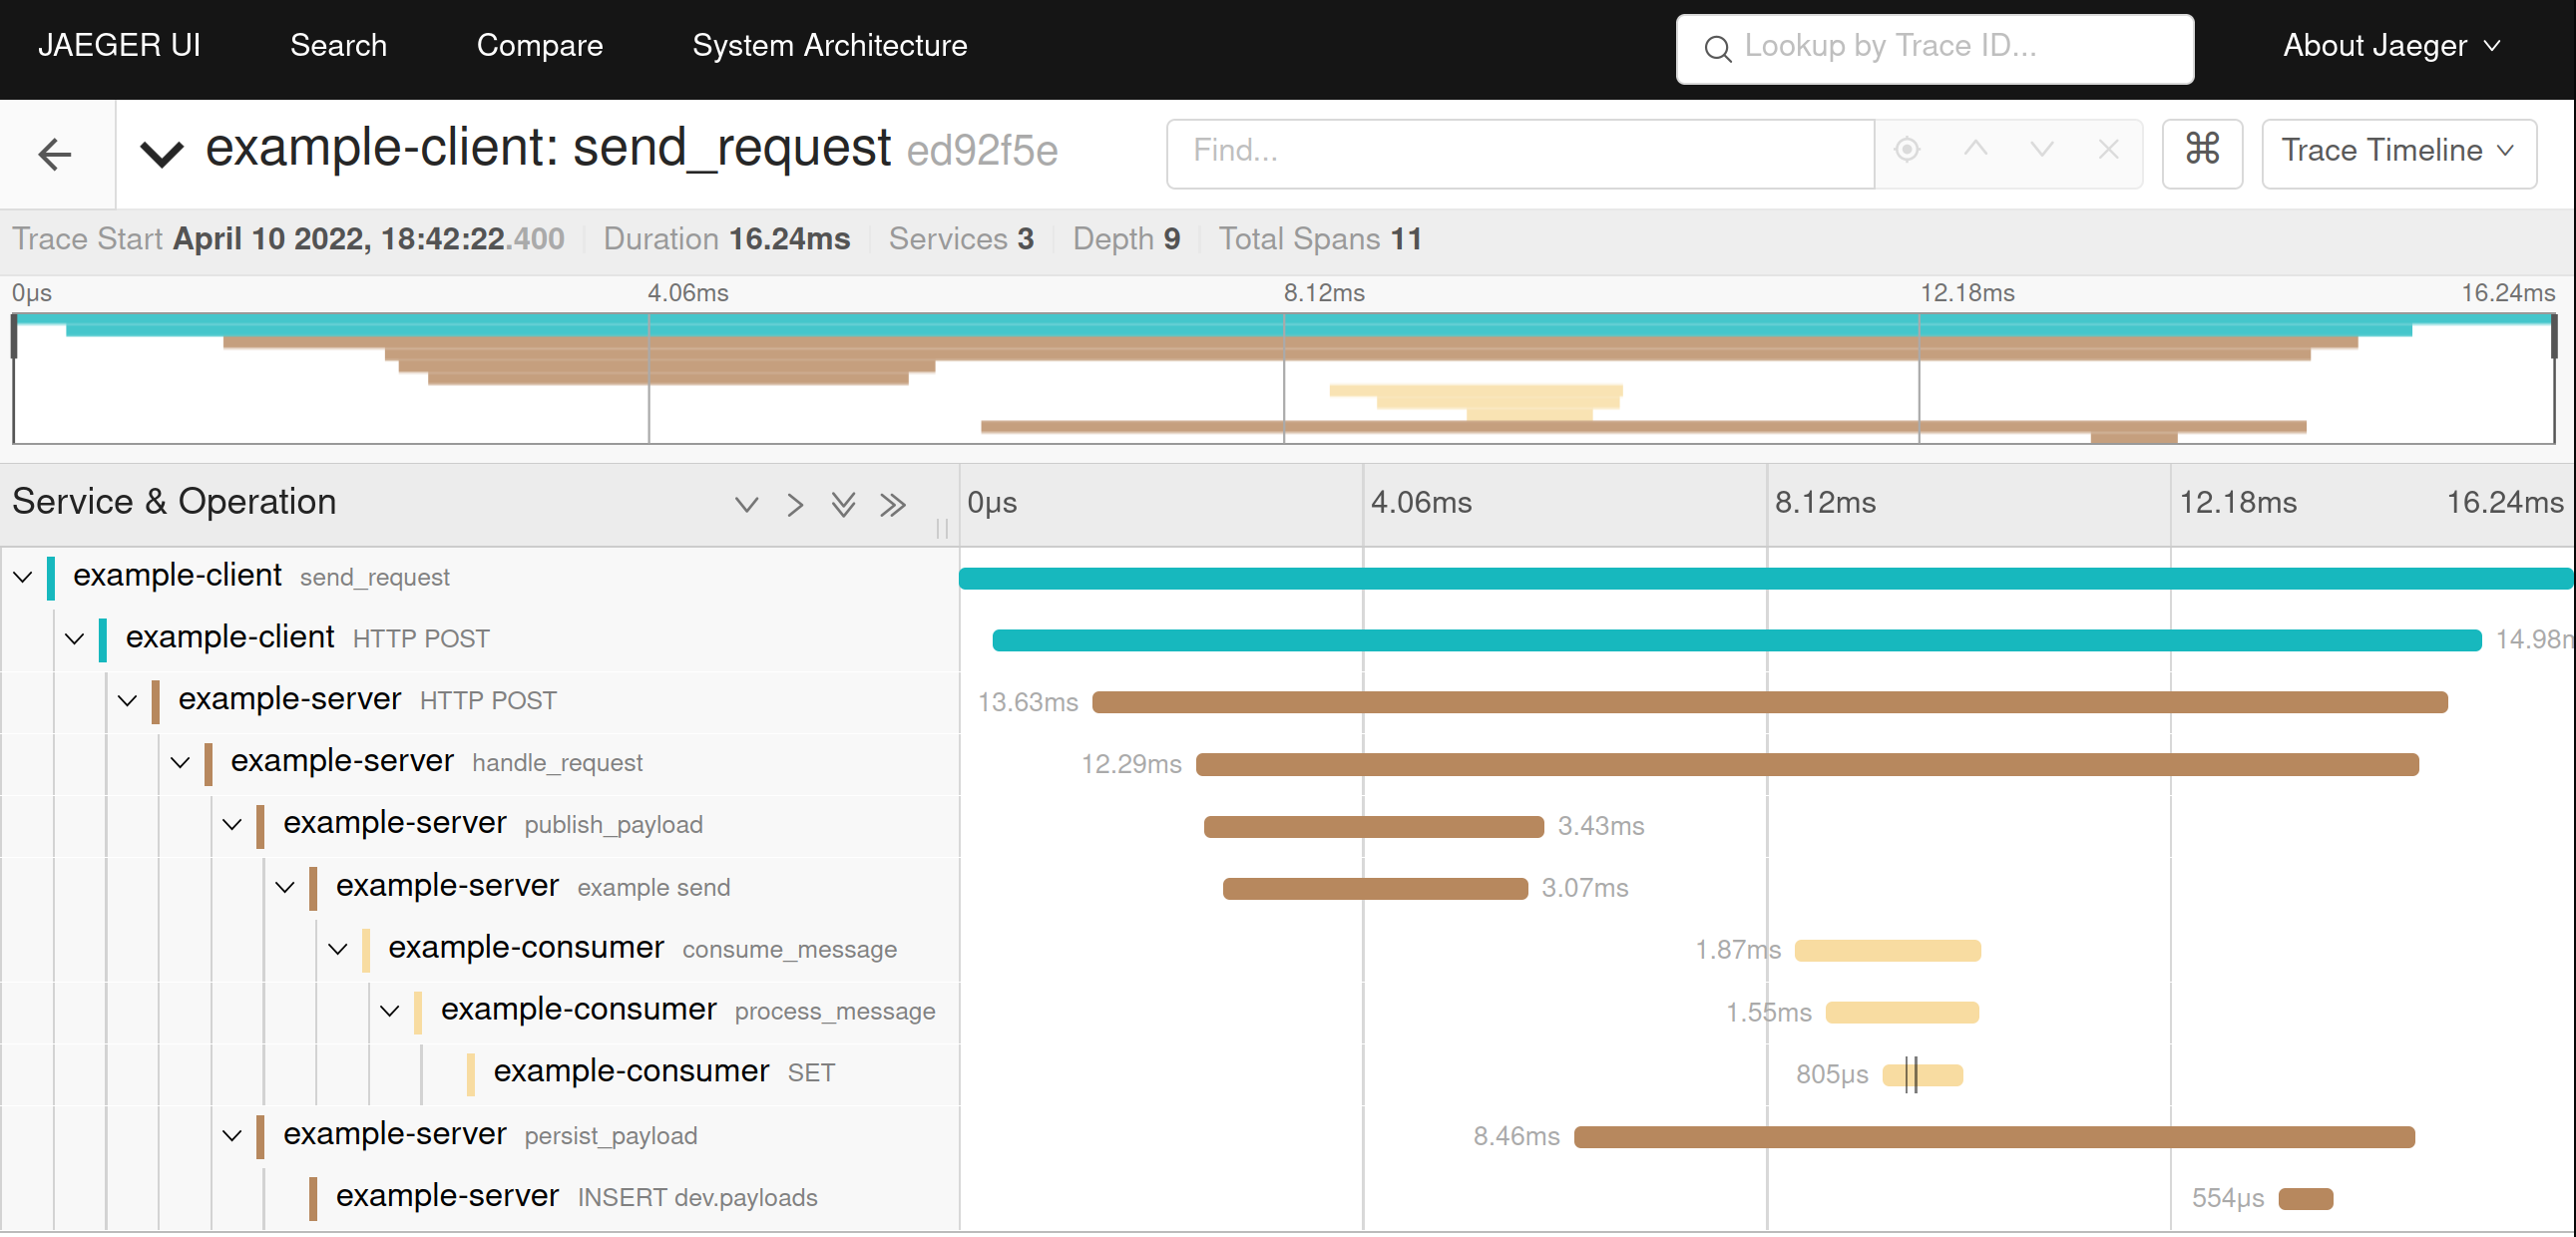 JAEGER UI Search Compare System Architecture Lookup by Trace ID... About Jaeger
example-client: send_request ed92f5e Find... ⌘ Trace Timeline
Trace Start April 10 2022, 18:42:22.400 Duration 16.24ms Services 3 Depth 9 Total Spans 11
0μs 4.06ms 8.12ms 12.18ms 16.24ms
Service & Operation 0μs 4.06ms 8.12ms 12.18ms 16.24ms
example-client send_request
example-client HTTP POST 14.98m
example-server HTTP POST 13.63ms
example-server handle_request 12.29ms
example-server publish_payload 3.43ms
example-server example send 3.07ms
example-consumer consume_message 1.87ms
example-consumer process_message 1.55ms
example-consumer SET 805μs
example-server persist_payload 8.46ms
example-server INSERT dev.payloads 554μs